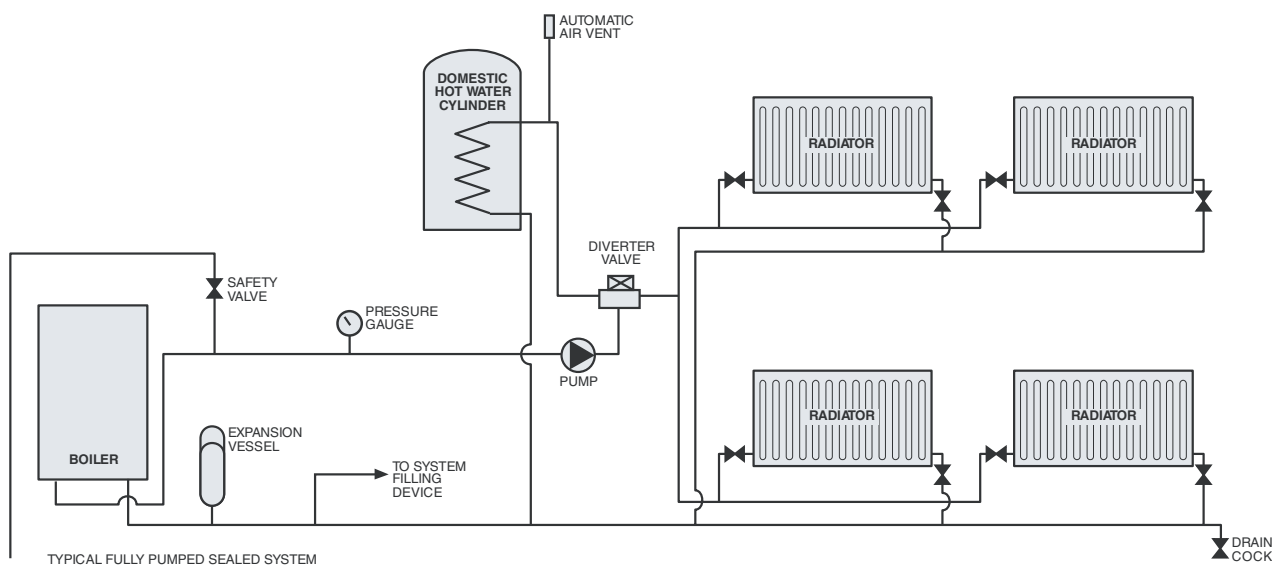 AUTOMATIC
AIR VENT
DOMESTIC
HOT WATER
CYLINDER
RADIATOR
RADIATOR
DIVERTER
VALVE
SAFETY
VALVE
PRESSURE
GAUGE
PUMP
RADIATOR
RADIATOR
EXPANSION
VESSEL
BOILER
TO SYSTEM
FILLING
DEVICE
DRAIN
COCK
TYPICAL FULLY PUMPED SEALED SYSTEM